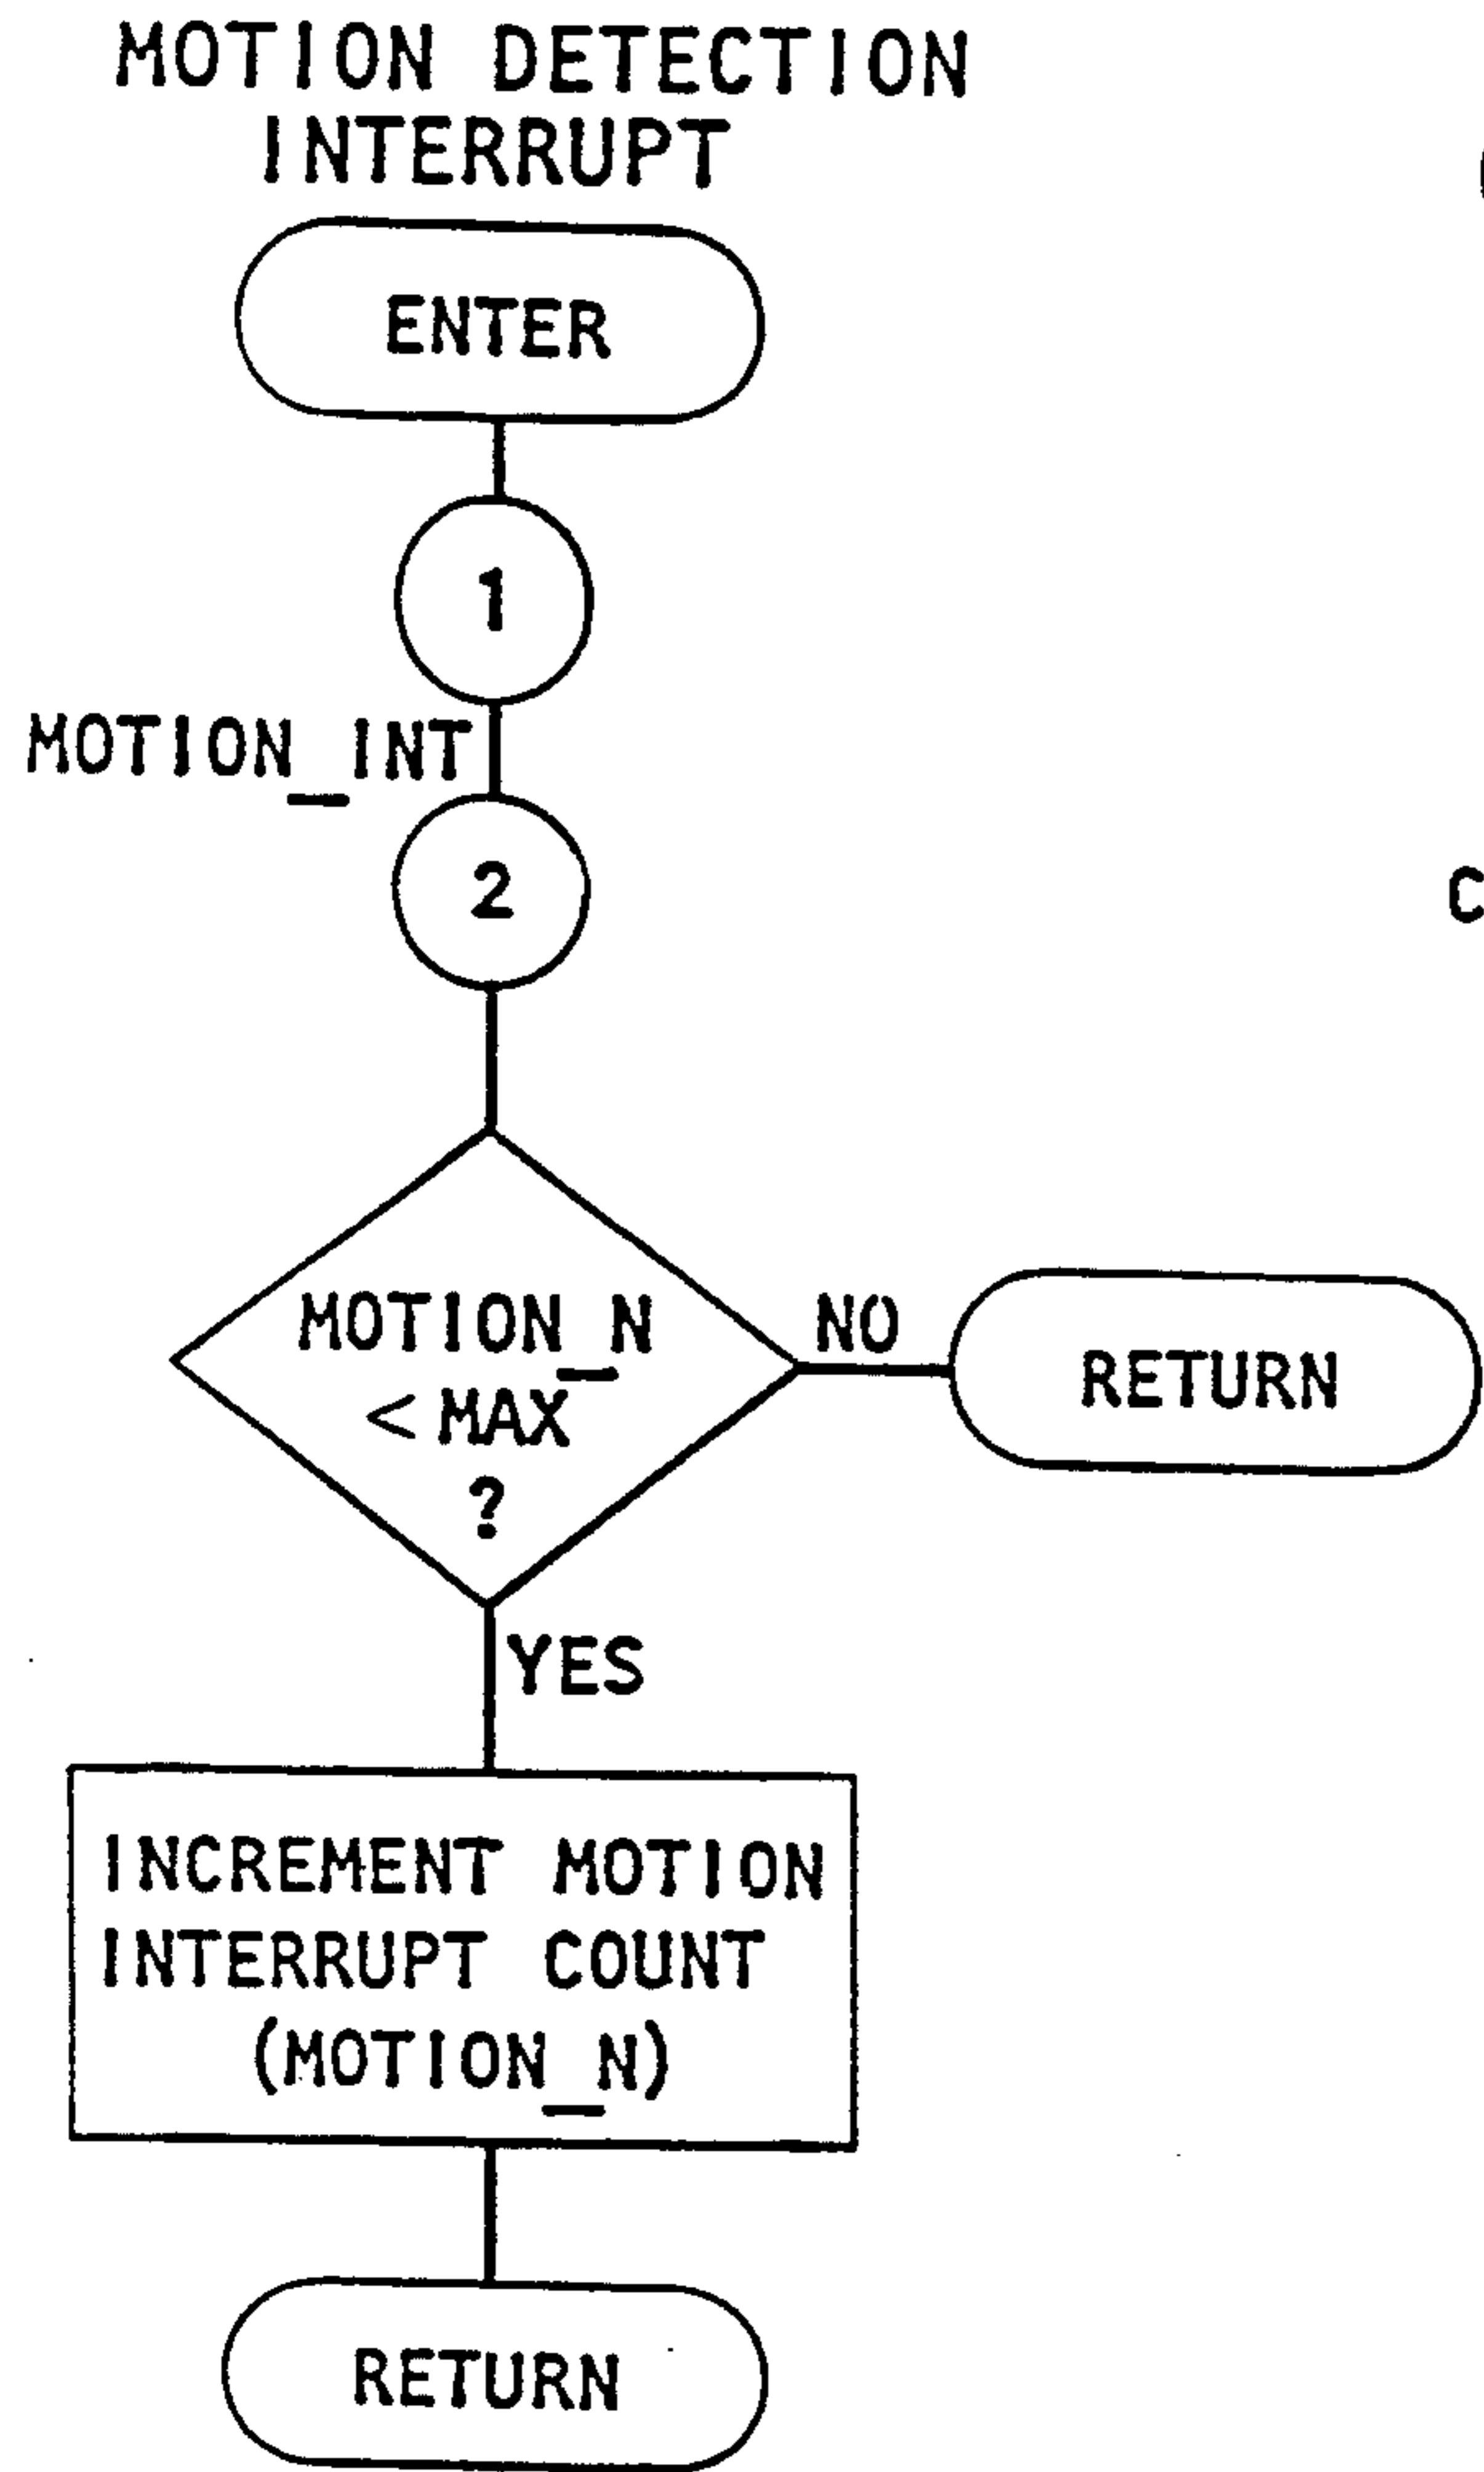 MOTION DETECTION
INTERRUPT
ENTER
1
MOTION_INT
2
MOTION_N
< MAX
?
NO
RETURN
YES
INCREMENT MOTION
INTERRUPT COUNT
(MOTION_N)
RETURN
C